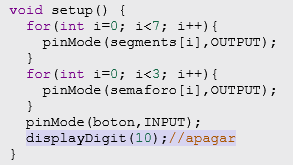 void setup() {
  for(int i=0; i<7; i++){
    pinMode(segments[i],OUTPUT);
  }
  for(int i=0; i<3; i++){
    pinMode(semaforo[i],OUTPUT);
  }
  pinMode(boton,INPUT);
  displayDigit(10);//apagar
}